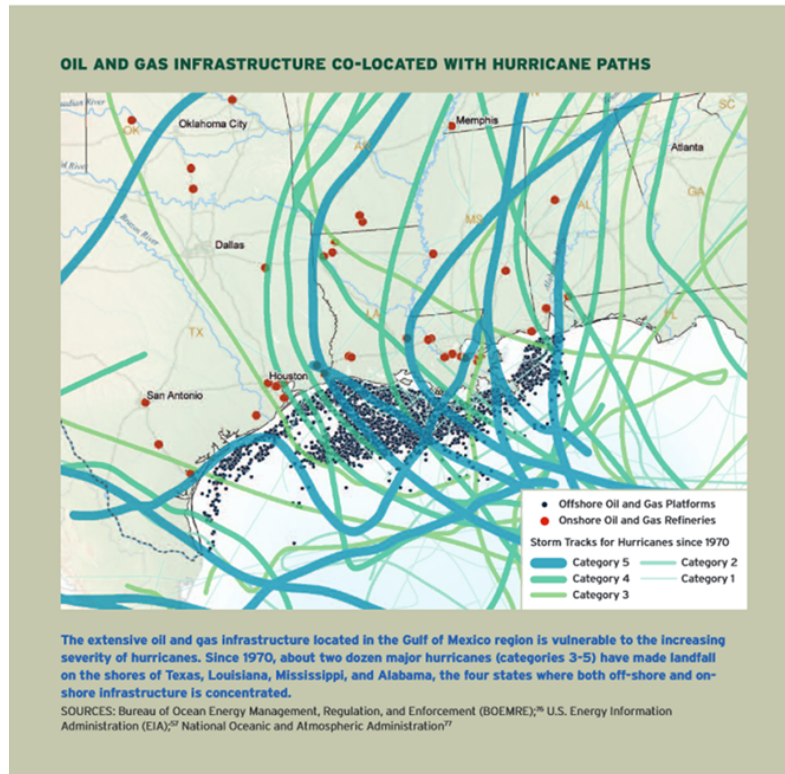 OIL AND GAS INFRASTRUCTURE CO-LOCATED WITH HURRICANE PATHS
OK
Oklahoma City
Memphis
SC
Atlanta
GA
MS
AL
Brazos River
Dallas
TX
LA
FL
Houston
San Antonio
Offshore Oil and Gas Platforms
Onshore Oil and Gas Refineries
Storm Tracks for Hurricanes since 1970
Category 5 Category 2
Category 4 Category 1
Category 3
The extensive oil and gas infrastructure located in the Gulf of Mexico region is vulnerable to the increasing
severity of hurricanes. Since 1970, about two dozen major hurricanes (categories 3-5) have made landfall
on the shores of Texas, Louisiana, Mississippi, and Alabama, the four states where both off-shore and on-
shore infrastructure is concentrated.
SOURCES: Bureau of Ocean Energy Management, Regulation, and Enforcement (BOEMRE);⁷⁶ U.S. Energy Information
Administration (EIA);⁵² National Oceanic and Atmospheric Administration⁷⁷